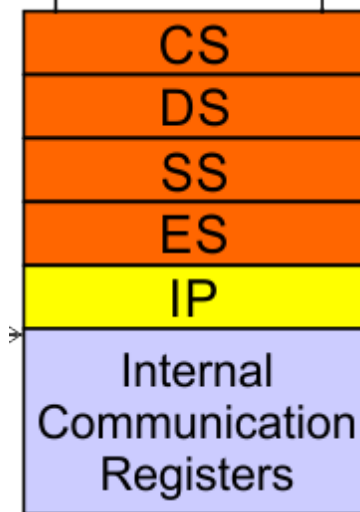 CS
DS
SS
ES
IP
Internal
Communication
Registers